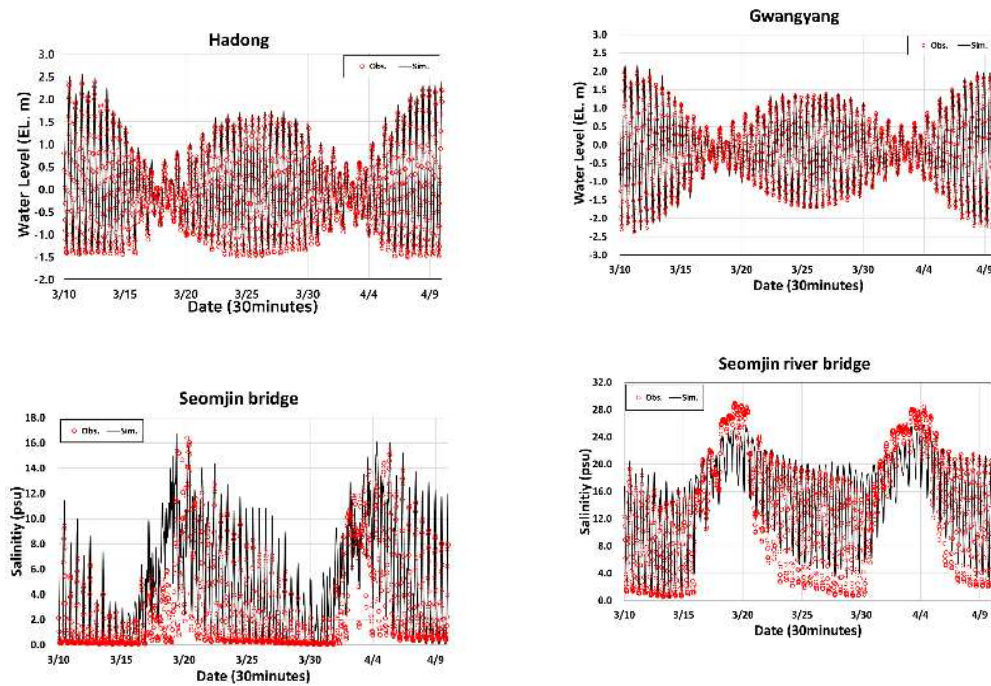 Hadong
Obs. Sim.
Water Level (EL. m)
3.0
2.5
2.0
1.5
1.0
0.5
0.0
-0.5
-1.0
-1.5
-2.0
3/10 3/15 3/20 3/25 3/30 4/4 4/9
Date (30minutes)
Gwangyang
Obs. Sim.
Water Level (EL. m)
3.0
2.5
2.0
1.5
1.0
0.5
0.0
-0.5
-1.0
-1.5
-2.0
-2.5
-3.0
3/10 3/15 3/20 3/25 3/30 4/4 4/9
Date (30minutes)
Seomjin bridge
Obs. Sim.
Salinitiy (psu)
18.0
16.0
14.0
12.0
10.0
8.0
6.0
4.0
2.0
0.0
3/10 3/15 3/20 3/25 3/30 4/4 4/9
Date (30minutes)
Seomjin river bridge
Obs. Sim.
Salinitiy (psu)
32.0
28.0
24.0
20.0
16.0
12.0
8.0
4.0
0.0
3/10 3/15 3/20 3/25 3/30 4/4 4/9
Date (30minutes)